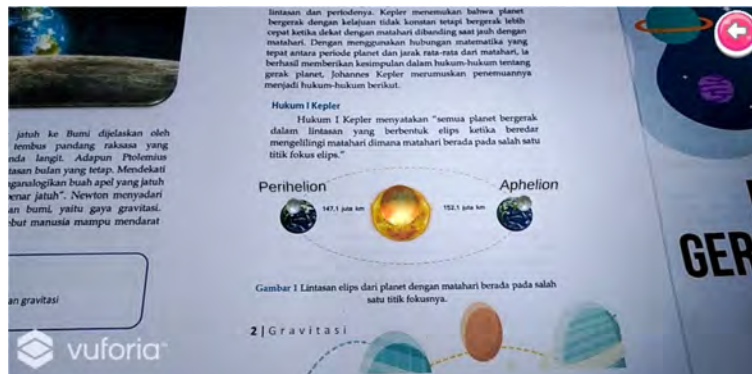 lintasan dan periodenya. Kepler menemukan bahwa planet
bergerak dengan kelajuan tidak konstan tetapi bergerak lebih
cepat ketika dekat dengan matahari dibanding saat jauh dengan
matahari. Dengan menggunakan hubungan matematika yang
tepat antara periode planet dan jarak rata-rata dari matahari, ia
berhasil memberikan kesimpulan dalam hukum-hukum tentang
gerak planet, Johannes Kepler merumuskan penemuannya
menjadi hukum-hukum berikut.
Hukum I Kepler
Hukum I Kepler menyatakan "semua planet bergerak
dalam lintasan yang berbentuk elips ketika beredar
mengelilingi matahari dimana matahari berada pada salah satu
titik fokus elips."
Perihelion
Aphelion
147,1 juta km
152,1 juta km
Gambar 1 Lintasan elips dari planet dengan matahari berada pada salah
satu titik fokusnya.
2 | Gravitasi
jatuh ke Bumi dijelaskan oleh
tembus pandang raksasa yang
nda langit. Adapun Ptolemius
tasan bulan yang tetap. Mendekati
nganalogikan buah apel yang jatuh
enar jatuh". Newton menyadari
an bumi, yaitu gaya gravitasi.
but manusia mampu mendarat
an gravitasi
GER
vuforia